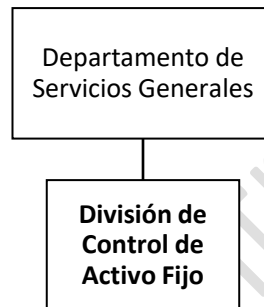 Departamento de
Servicios Generales
División de
Control de
Activo Fijo